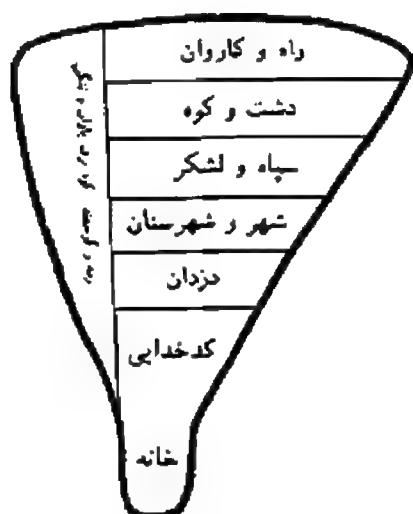 راه و کاروان
دشت و کوه
سپاه و لشکر
شهر و شهرستان
دزدان
کدخدایی
خانه